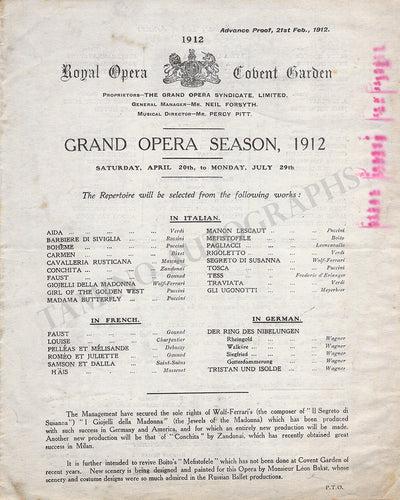 Advance Proof, 21st Feb., 1912.
1912
Royal Opera Covent Garden
Proprietors—THE GRAND OPERA SYNDICATE, LIMITED.
General Manager—Mr. NEIL FORSYTH.
Musical Director—Mr. PERCY PITT.
GRAND OPERA SEASON, 1912
Saturday, April 20th, to Monday, July 29th
The Repertoire will be selected from the following works:
IN ITALIAN.
AIDA ... Verdi
BARBIERE DI SIVIGLIA ... Rossini
BOHÈME ... Puccini
CARMEN ... Bizet
CAVALLERIA RUSTICANA ... Mascagni
CONCHITA ... Zandonai
FAUST ... Gounod
GIOJELLI DELLA MADONNA ... Wolf-Ferrari
GIRL OF THE GOLDEN WEST ... Puccini
MADAMA BUTTERFLY ... Puccini
MANON LESCAUT ... Puccini
MEFISTOFELE ... Boito
PAGLIACCI ... Leoncavallo
RIGOLETTO ... Verdi
SEGRETO DI SUSANNA ... Wolf-Ferrari
TOSCA ... Puccini
TESS ... Frederic d'Erlanger
TRAVIATA ... Verdi
GLI UGONOTTI ... Meyerbeer
IN FRENCH.
FAUST ... Gounod
LOUISE ... Charpentier
PELLÉAS ET MÉLISANDE ... Debussy
ROMÉO ET JULIETTE ... Gounod
SAMSON ET DALILA ... Saint-Saëns
... Massenet
IN GERMAN.
DER RING DES NIBELUNGEN
Rheingold ... Wagner
Walküre ... Wagner
Siegfried ... Wagner
Gotterdammerung ... Wagner
TRISTAN UND ISOLDE ... Wagner
The Management have secured the sole rights of Wolf-Ferrari's (the composer of "Il Segreto di
Susanna") "I Giojelli della Madonna" (the Jewels of the Madonna) which has been produced
with such success in Germany and America, and for which an entirely new production will be made.
Another new production will be that of "Conchita" by Zandonai, which has recently obtained great
success in Milan.
It is further intended to revive Boito's "Mefistofele" which has not been done at Covent Garden of
recent years. New scenery is being designed and painted for this Opera by Monsieur Léon Bakst, whose
scenery and costume designs were so much admired in the Russian Ballet productions.
P.T.O.
TAMINO AUTOGRAPHS